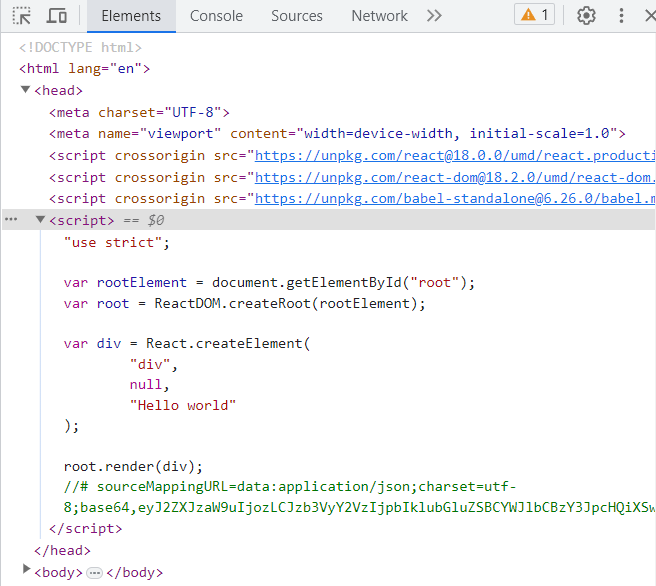 Elements Console Sources Network 1
<!DOCTYPE html>
<html lang="en">
<head>
<meta charset="UTF-8">
<meta name="viewport" content="width=device-width, initial-scale=1.0">
<script crossorigin src="https://unpkg.com/react@18.0.0/umd/react.producti
<script crossorigin src="https://unpkg.com/react-dom@18.2.0/umd/react-dom.
<script crossorigin src="https://unpkg.com/babel-standalone@6.26.0/babel.m
<script> == $0
"use strict";
var rootElement = document.getElementById("root");
var root = ReactDOM.createRoot(rootElement);
var div = React.createElement(
"div",
null,
"Hello world"
);
root.render(div);
//# sourceMappingURL=data:application/json;charset=utf-
8;base64,eyJ2ZXJzaW9uIjozLCJzb3VyY2VzIjpbIklubGluZSBCYWJlbCBzY3JpcHQiXSw
</script>
</head>
<body> … </body>